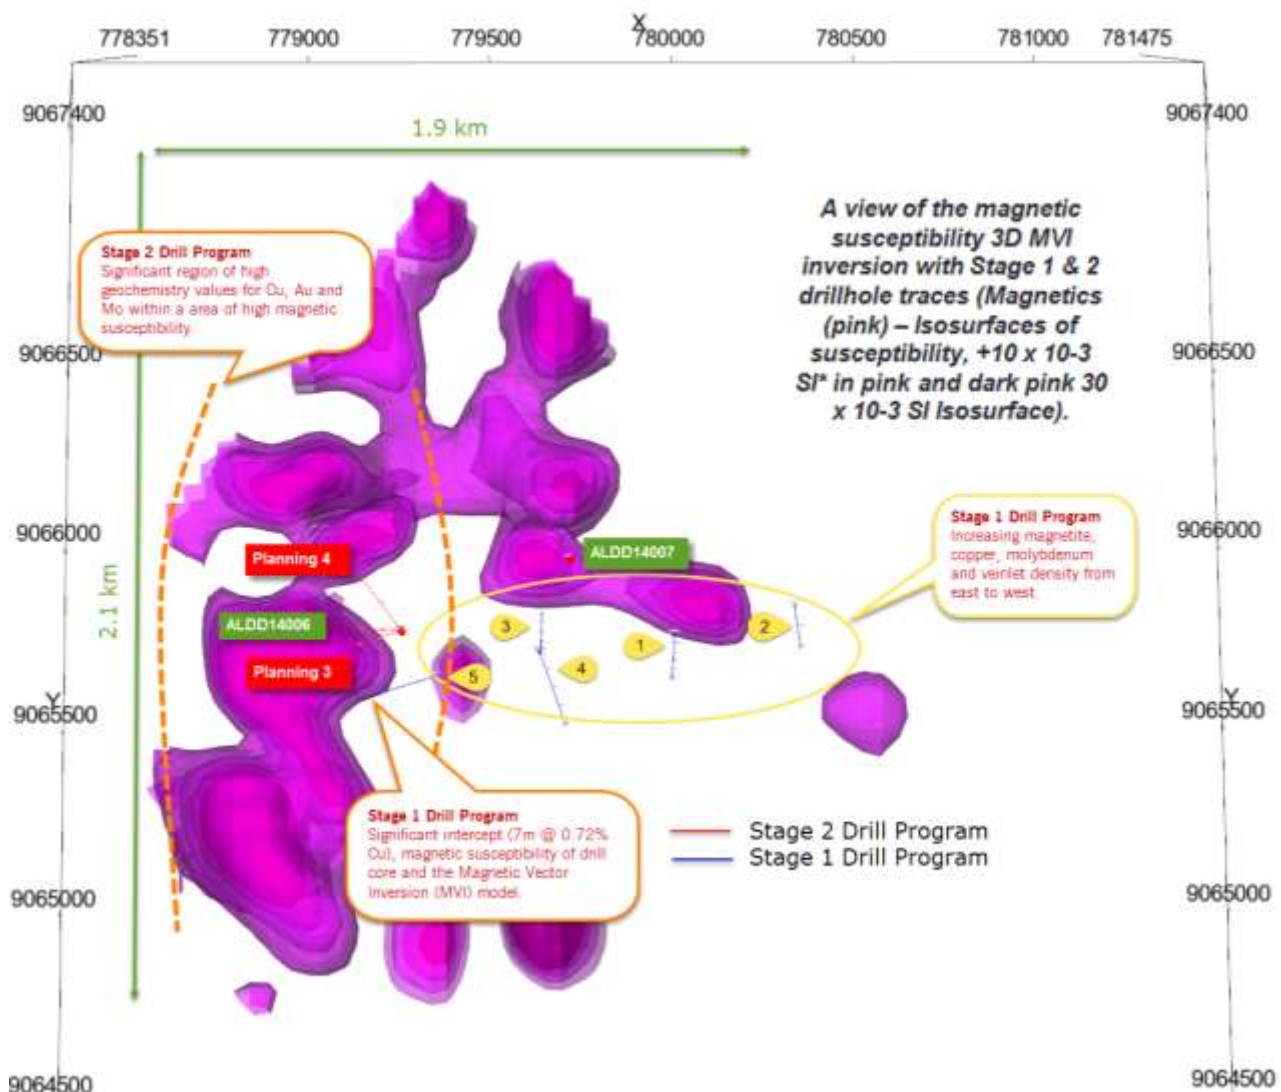 X
778351 779000 779500 780000 780500 781000 781475
9067400 9067400
1.9 km
A view of the magnetic
susceptibility 3D MVI
inversion with Stage 1 & 2
drillhole traces (Magnetics
(pink) – Isosurfaces of
susceptibility, +10 x 10-3
SI* in pink and dark pink 30
x 10-3 SI Isosurface).
Stage 2 Drill Program
Significant region of high
geochemistry values for Cu, Au and
Mo within a area of high magnetic
susceptibility.
9066500 9066500
9066000 9066000
Stage 1 Drill Program
Increasing magnetite,
copper, molybdenum
and veinlet density from
east to west
Planning 4
ALDD14007
2.1 km
ALDD14006
3
1
2
Planning 3
5
4
Y Y
9065500 9065500
Stage 1 Drill Program
Significant intercept (7m @ 0.72%
Cu), magnetic susceptibility of drill
core and the Magnetic Vector
Inversion (MVI) model.
Stage 2 Drill Program
Stage 1 Drill Program
9065000 9065000
9064500 9064500